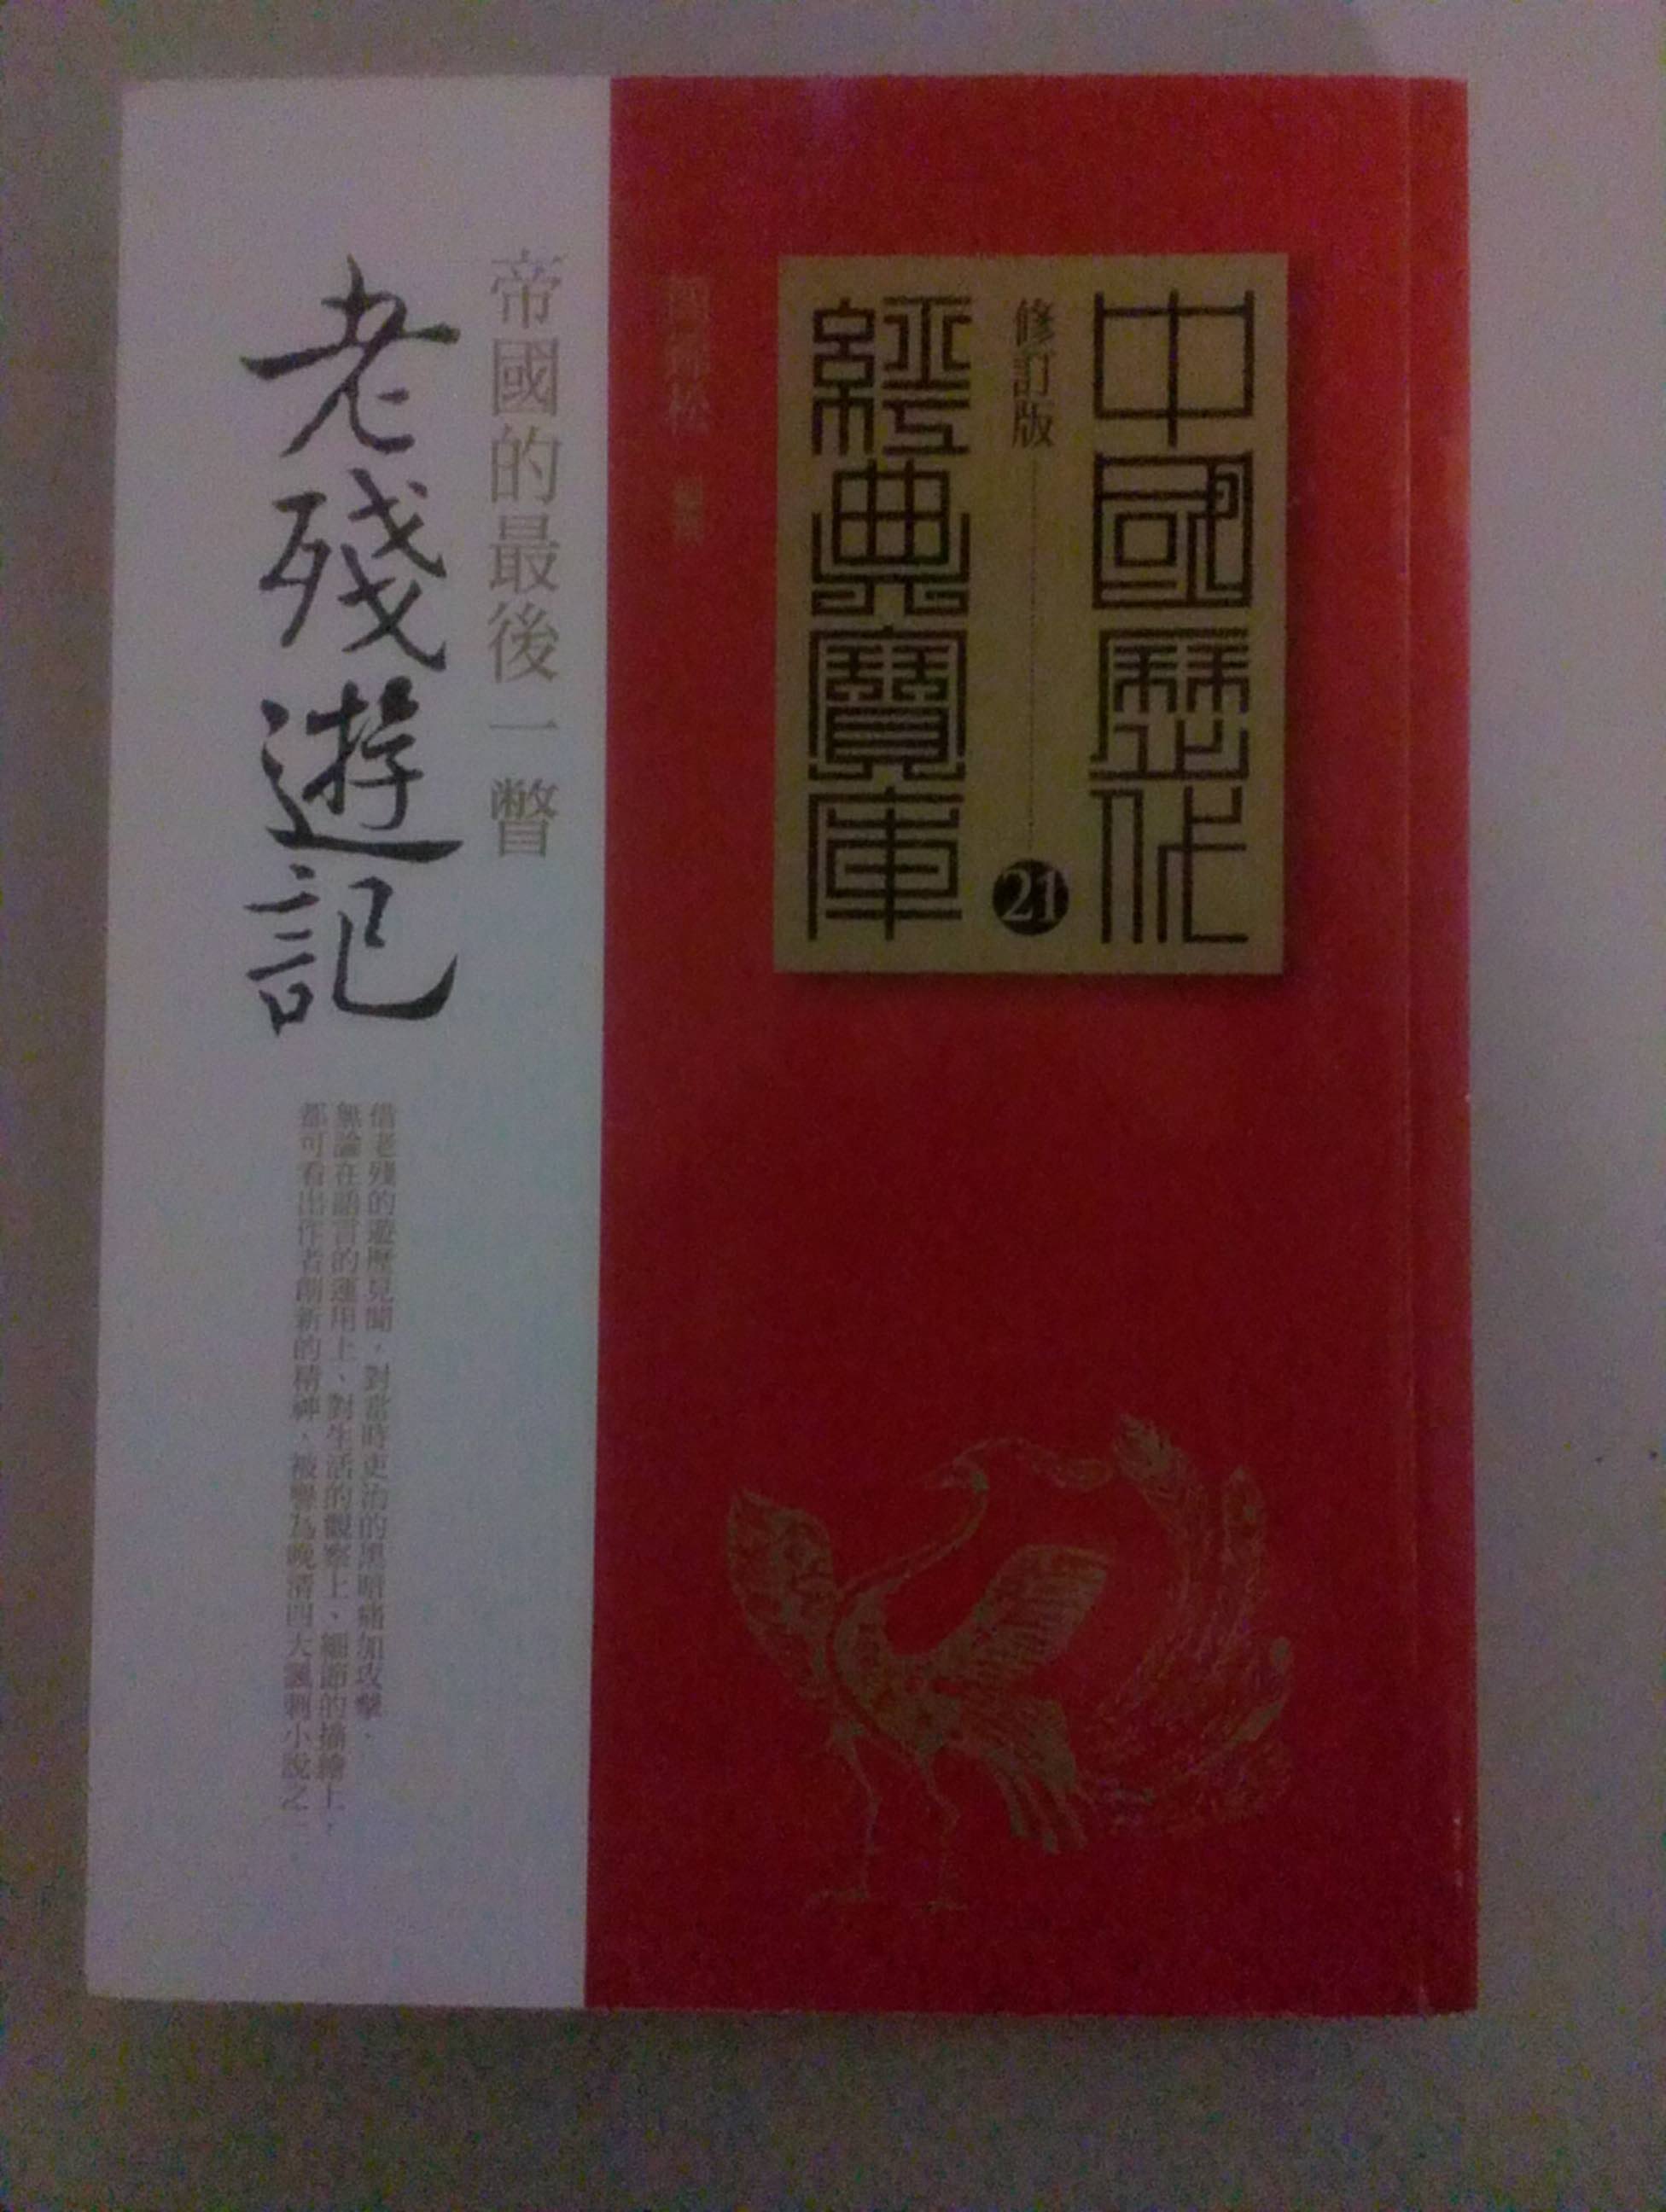 中國歷代
修訂版
21
經典寶庫
松
帝國的最後一瞥
老殘遊記
借老殘的遊歷見聞，對當時吏治的黑暗痛加攻擊。
無論在語言的運用上、對生活的觀察上、細節的描繪上，
都可看出作者創新的精神，被譽為晚清四大諷刺小說之一。